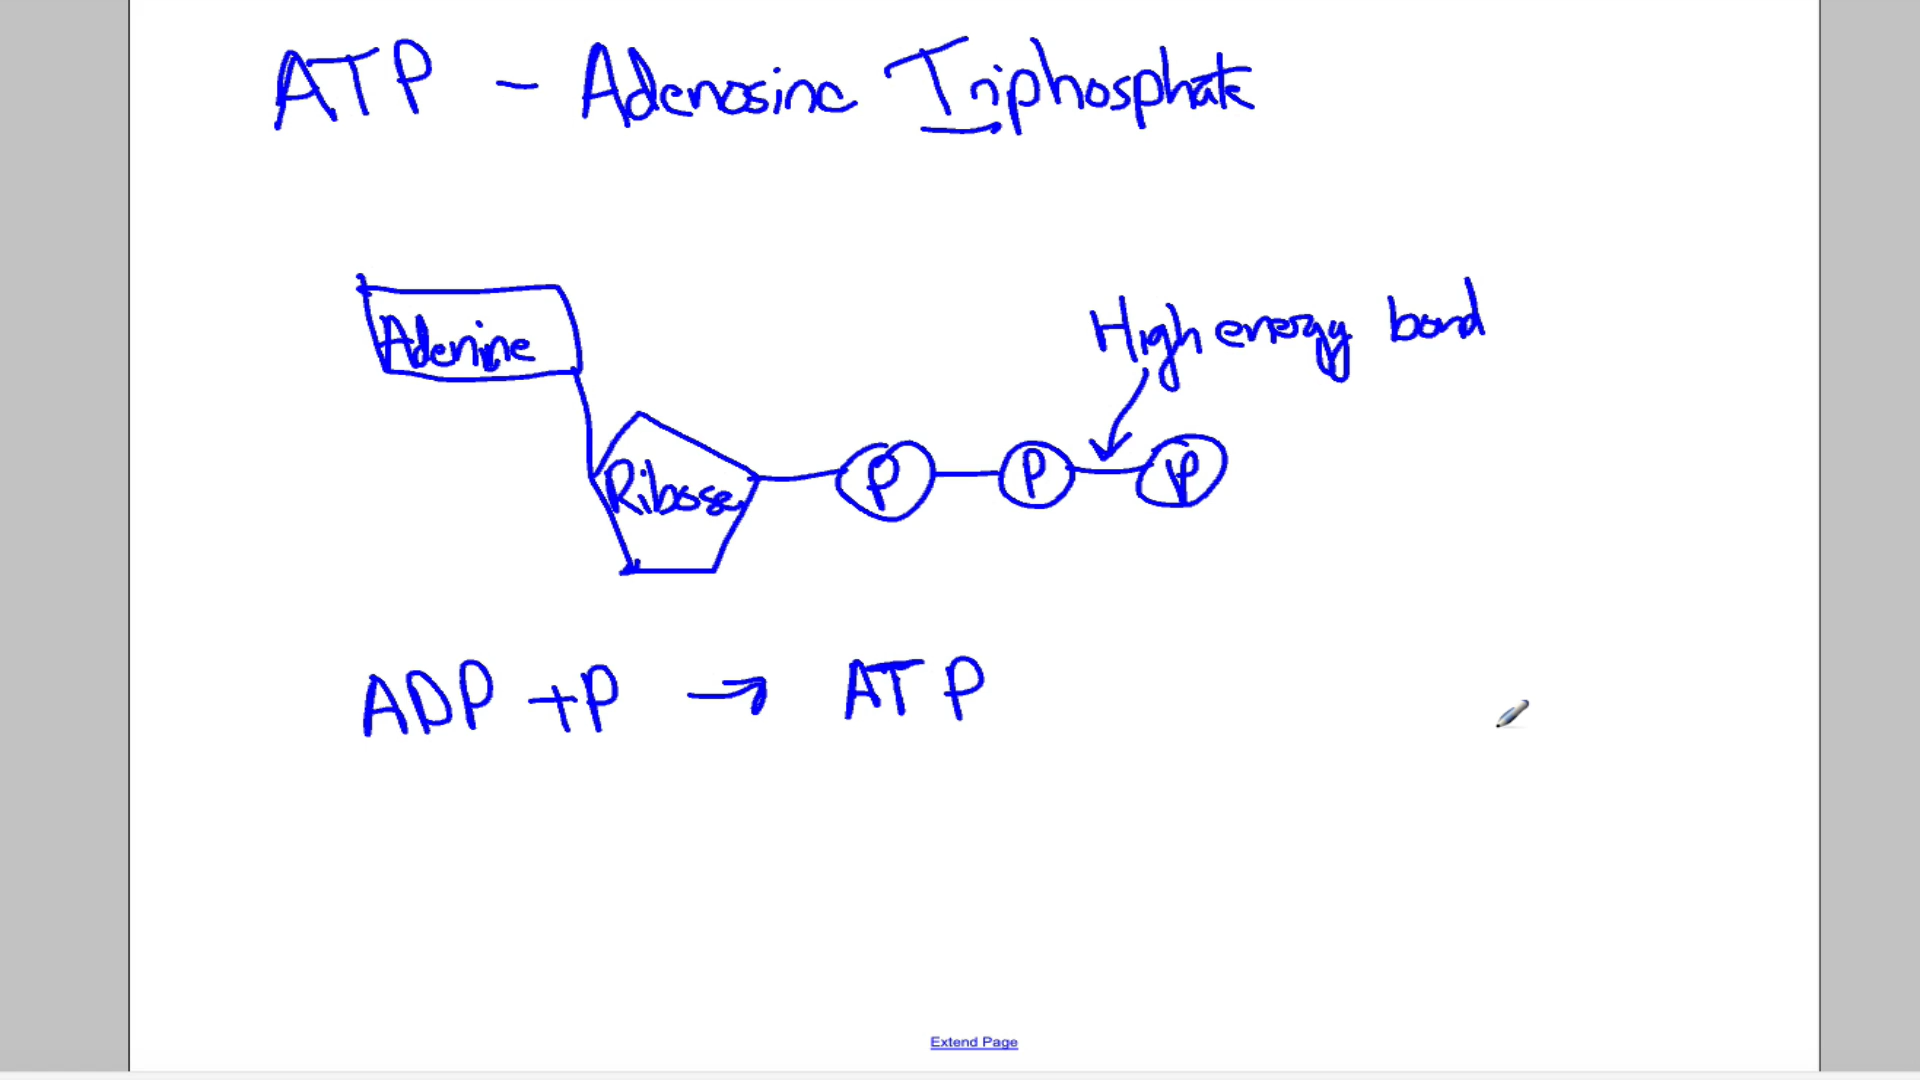 ATP - Adenosine Triphosphate
Adenine
High energy bond
Ribose
P P P
ADP + P → ATP
Extend Page